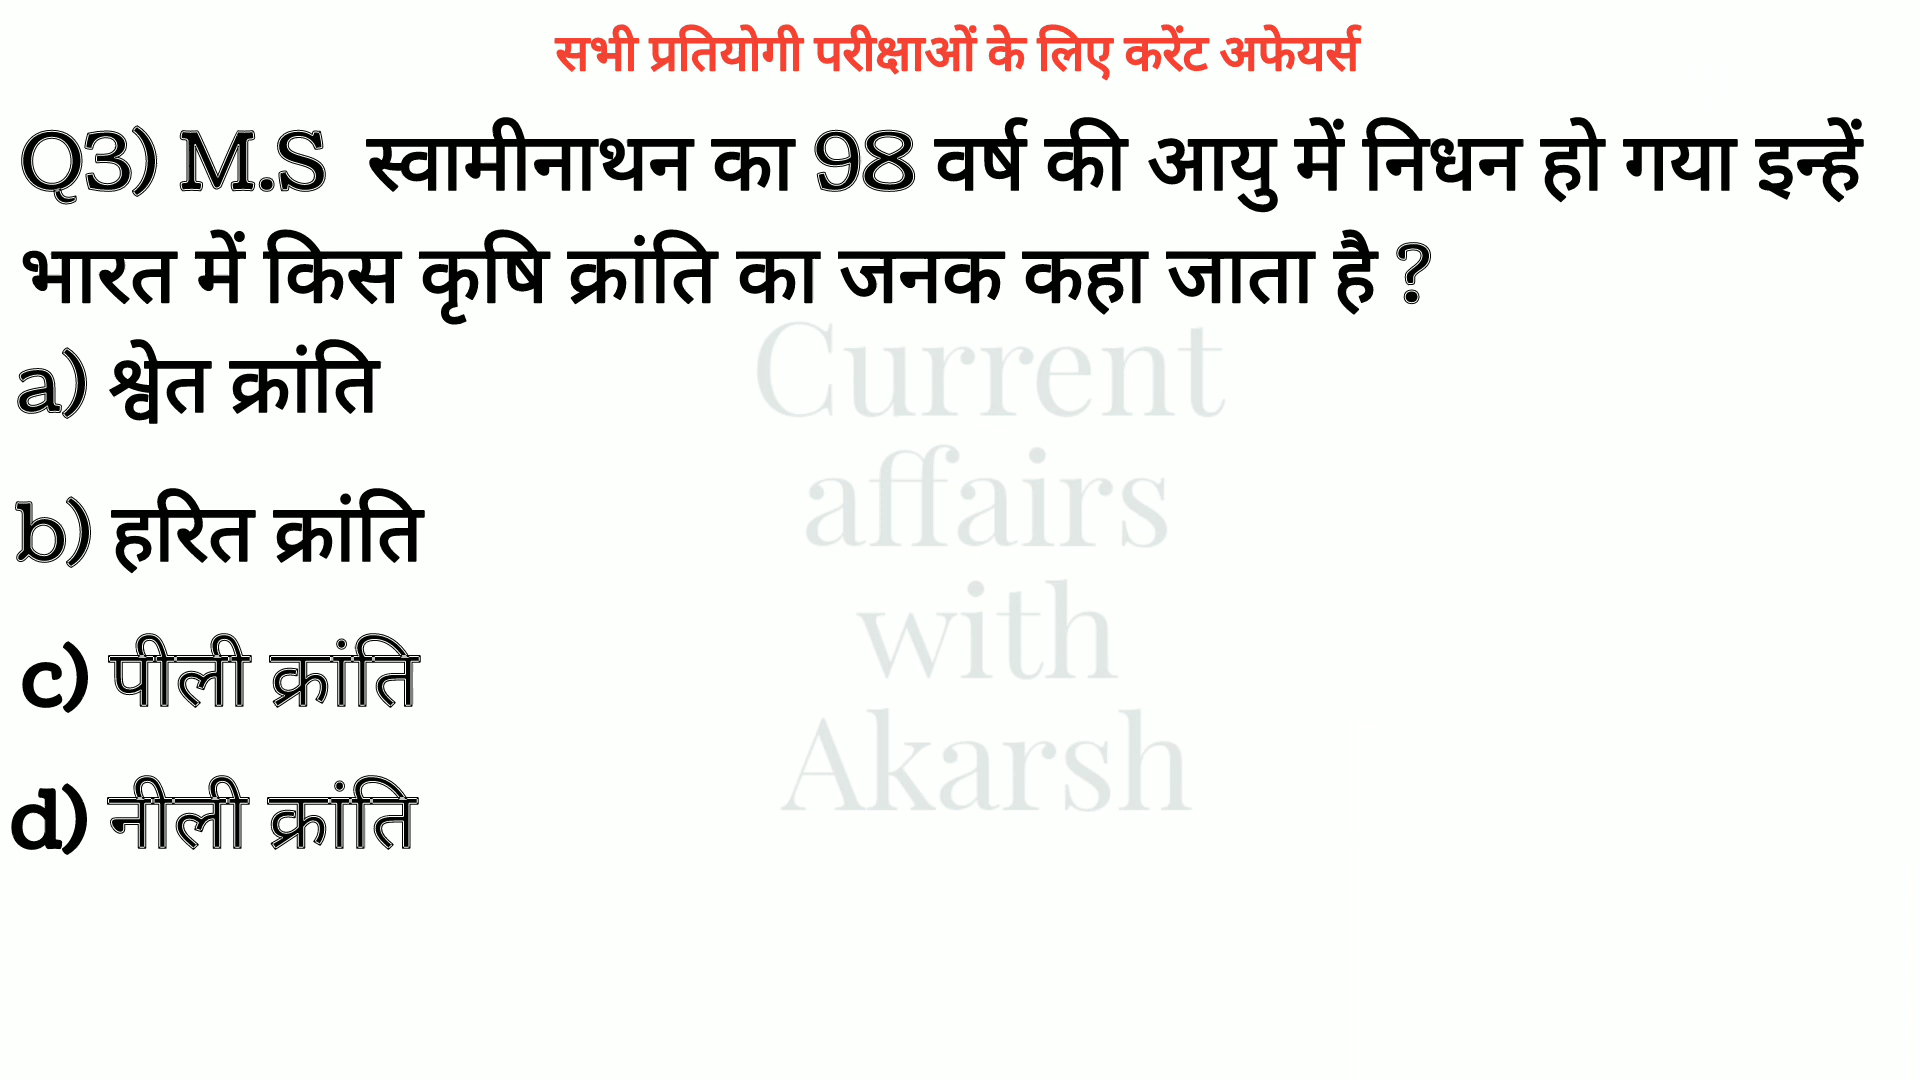 सभी प्रतियोगी परीक्षाओं के लिए करेंट अफेयर्स
Q3) M.S स्वामीनाथन का 98 वर्ष की आयु में निधन हो गया इन्हें
भारत में किस कृषि क्रांति का जनक कहा जाता है ?
a) श्वेत क्रांति
b) हरित क्रांति
c) पीली क्रांति
d) नीली क्रांति
Current
affairs
with
Akarsh